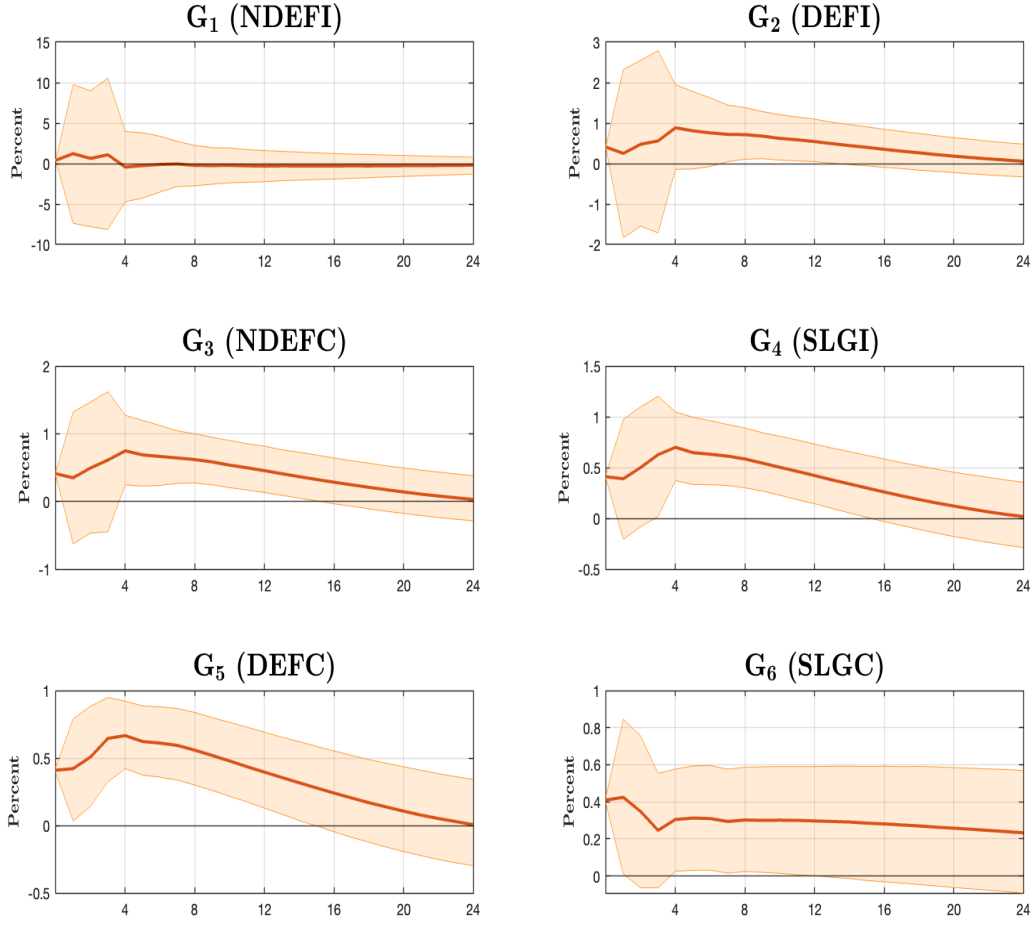 G₁ (NDEFI)
Percent
15
10
5
0
-5
-10
4 8 12 16 20 24
G₂ (DEFI)
Percent
3
2
1
0
-1
-2
4 8 12 16 20 24
G₃ (NDEFC)
Percent
2
1
0
-1
4 8 12 16 20 24
G₄ (SLGI)
Percent
1.5
1
0.5
0
-0.5
4 8 12 16 20 24
G₅ (DEFC)
Percent
1
0.5
0
-0.5
4 8 12 16 20 24
G₆ (SLGC)
Percent
1
0.8
0.6
0.4
0.2
0
4 8 12 16 20 24